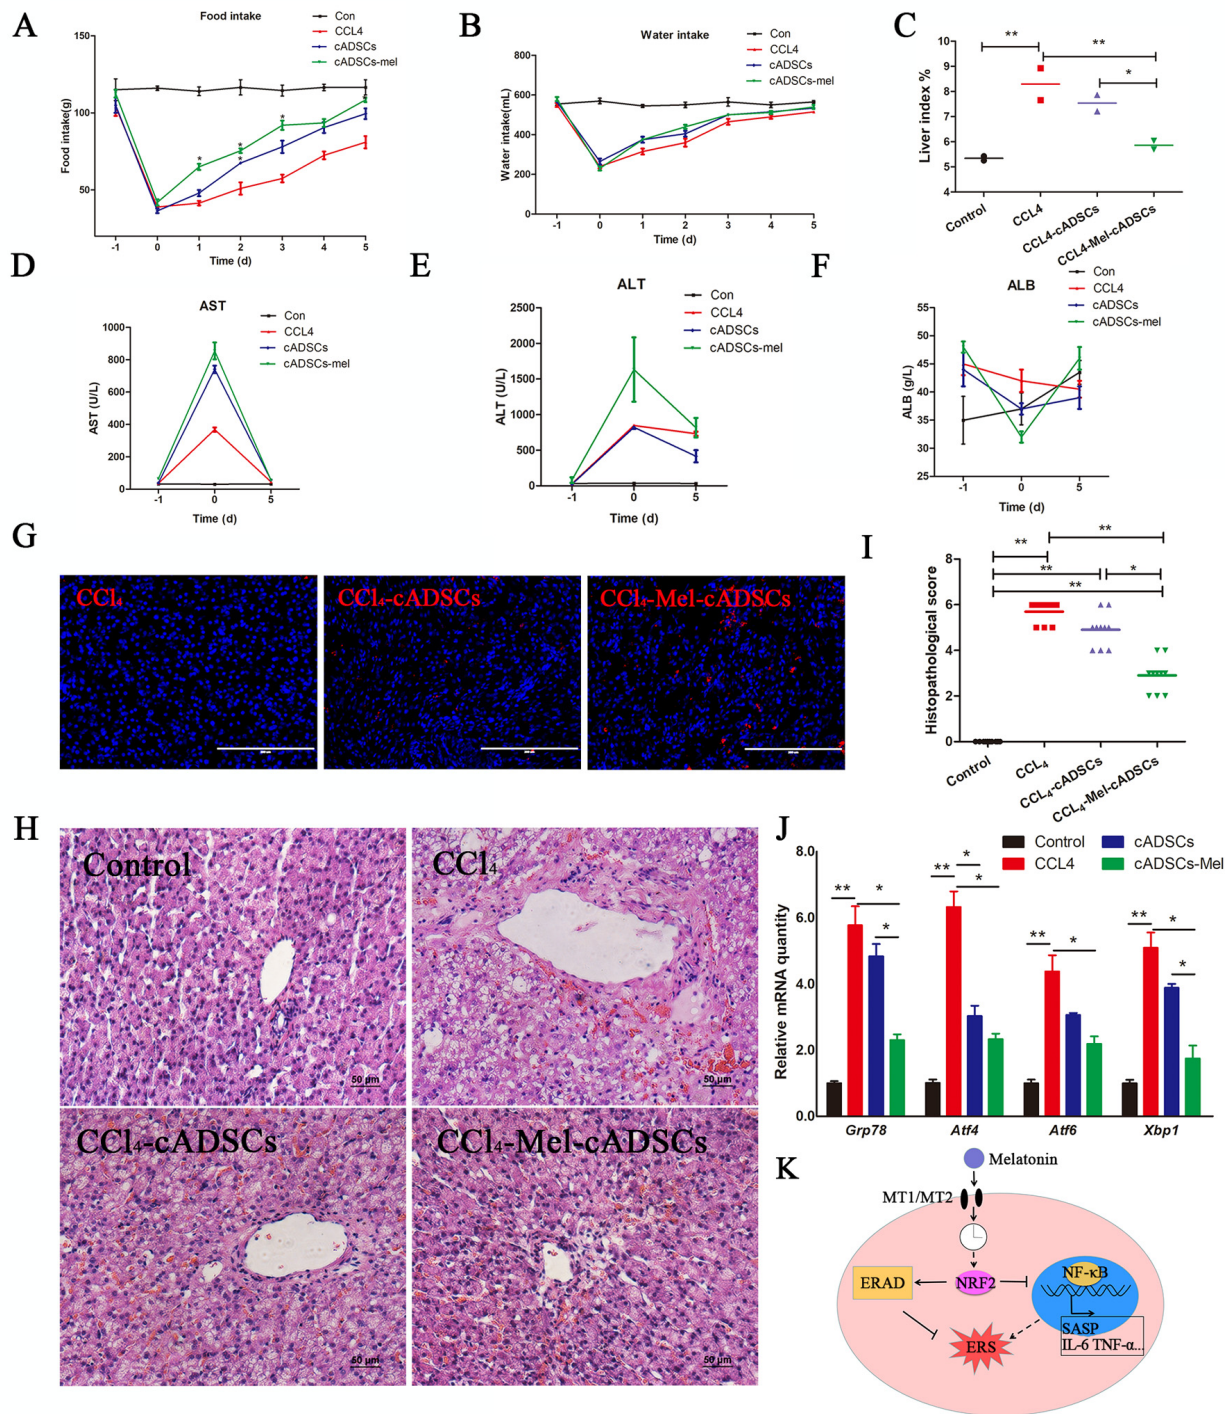 A
Food intake
Con
CCL4
cADSCs
cADSCs-mel
150
100
50
Food intake(g)
*
*
*
*
-1 0 1 2 3 4 5
Time (d)
B
Water intake
Con
CCL4
cADSCs
cADSCs-mel
800
600
400
200
0
Water intake(mL)
-1 0 1 2 3 4 5
Time (d)
C
**
**
*
10
9
8
7
6
5
4
Liver index %
Control
CCL4
CCL4-cADSCs
CCL4-Mel-cADSCs
D
AST
Con
CCL4
cADSCs
cADSCs-mel
1000
800
600
400
200
0
AST (U/L)
-1 0 5
Time (d)
E
ALT
Con
CCL4
cADSCs
cADSCs-mel
2500
2000
1500
1000
500
0
ALT (U/L)
-1 0 5
Time (d)
F
ALB
Con
CCL4
cADSCs
cADSCs-mel
55
50
45
40
35
30
25
ALB (g/L)
-1 0 5
Time (d)
G
CCl₄
CCl₄-cADSCs
CCl₄-Mel-cADSCs
I
**
**
** *
**
8
6
4
2
0
Histopathological score
Control
CCL₄
CCL₄-cADSCs
CCL₄-Mel-cADSCs
H
Control
50 μm
CCl₄
50 μm
CCl₄-cADSCs
50 μm
CCl₄-Mel-cADSCs
50 μm
J
Control cADSCs
CCL4 cADSCs-Mel
8.0
6.0
4.0
2.0
0.0
Relative mRNA quantity
** * *
** * *
** *
** * *
Grp78 Atf4 Atf6 Xbp1
K
Melatonin
MT1/MT2
ERAD NRF2 NF-κB
SASP
IL-6 TNF-α...
ERS